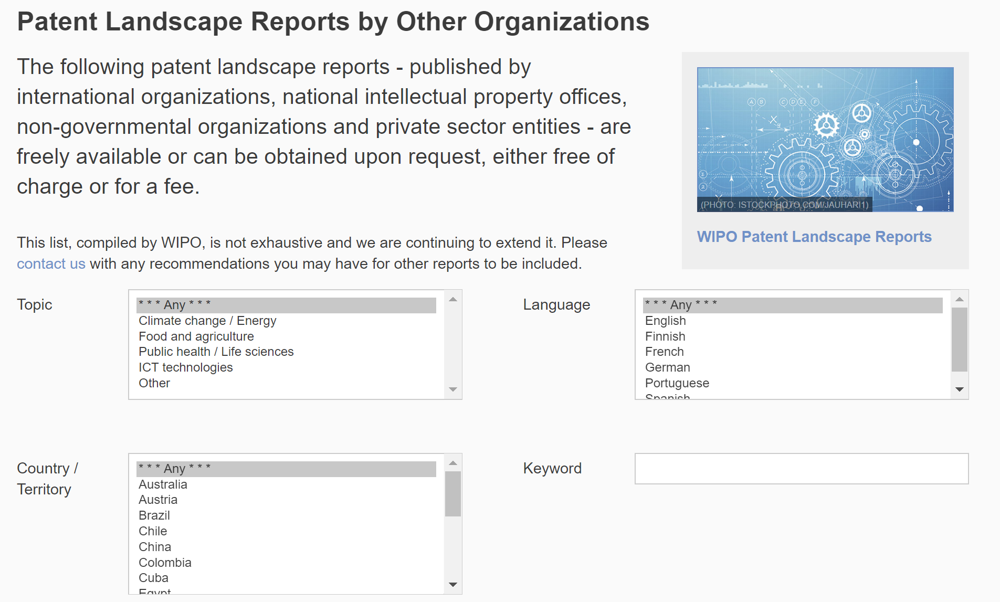 Patent Landscape Reports by Other Organizations
The following patent landscape reports - published by
international organizations, national intellectual property offices,
non-governmental organizations and private sector entities - are
freely available or can be obtained upon request, either free of
charge or for a fee.
A B C D E F
X
y
1
2
(PHOTO: ISTOCKPHOTO.COM/JAUHARI1)
WIPO Patent Landscape Reports
This list, compiled by WIPO, is not exhaustive and we are continuing to extend it. Please
contact us with any recommendations you may have for other reports to be included.
Topic
* * * Any * * *
Climate change / Energy
Food and agriculture
Public health / Life sciences
ICT technologies
Other
Language
* * * Any * * *
English
Finnish
French
German
Portuguese
Spanish
Country /
Territory
* * * Any * * *
Australia
Austria
Brazil
Chile
China
Colombia
Cuba
Egypt
Keyword